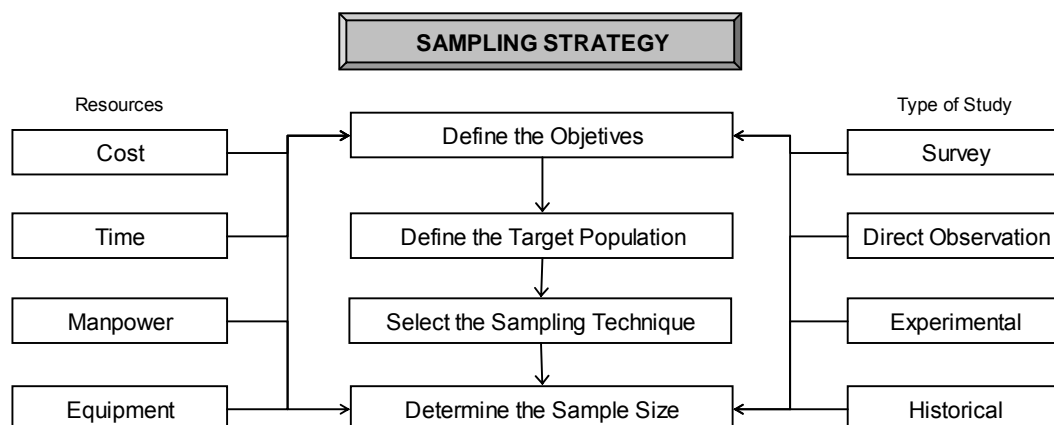 SAMPLING STRATEGY
Resources
Type of Study
Cost
Define the Objetives
Survey
Time
Define the Target Population
Direct Observation
Manpower
Select the Sampling Technique
Experimental
Equipment
Determine the Sample Size
Historical